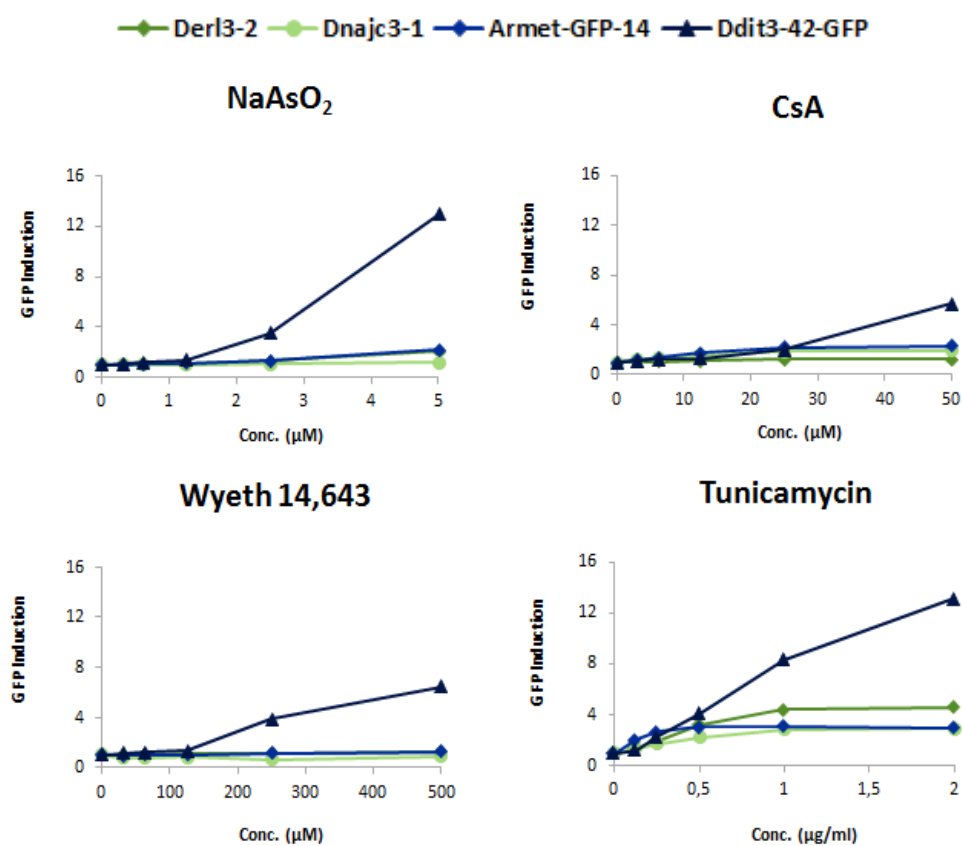 Derl3-2 Dnajc3-1 Armet-GFP-14 Ddit3-42-GFP
NaAsO₂
GFP Induction
16
12
8
4
0
0 1 2 3 4 5
Conc. (µM)
CsA
GFP Induction
16
12
8
4
0
0 10 20 30 40 50
Conc. (µM)
Wyeth 14,643
GFP Induction
16
12
8
4
0
0 100 200 300 400 500
Conc. (µM)
Tunicamycin
GFP Induction
16
12
8
4
0
0 0,5 1 1,5 2
Conc. (µg/ml)